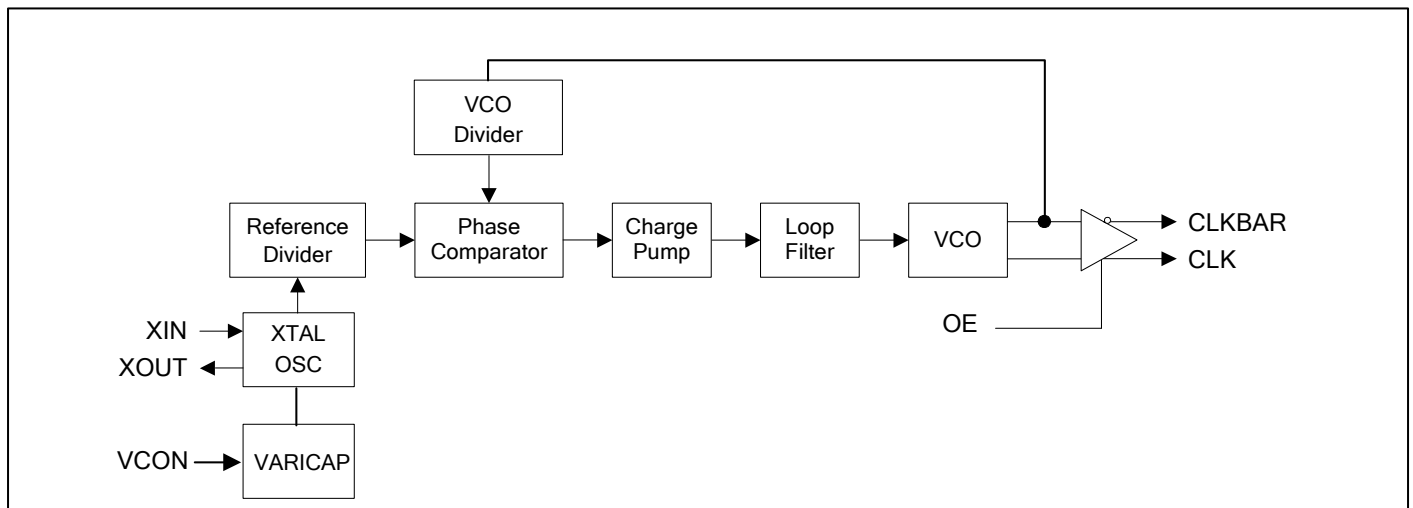 VCO
Divider
Reference
Divider
Phase
Comparator
Charge
Pump
Loop
Filter
VCO
CLKBAR
CLK
OE
XIN
XOUT
XTAL
OSC
VCON
VARICAP